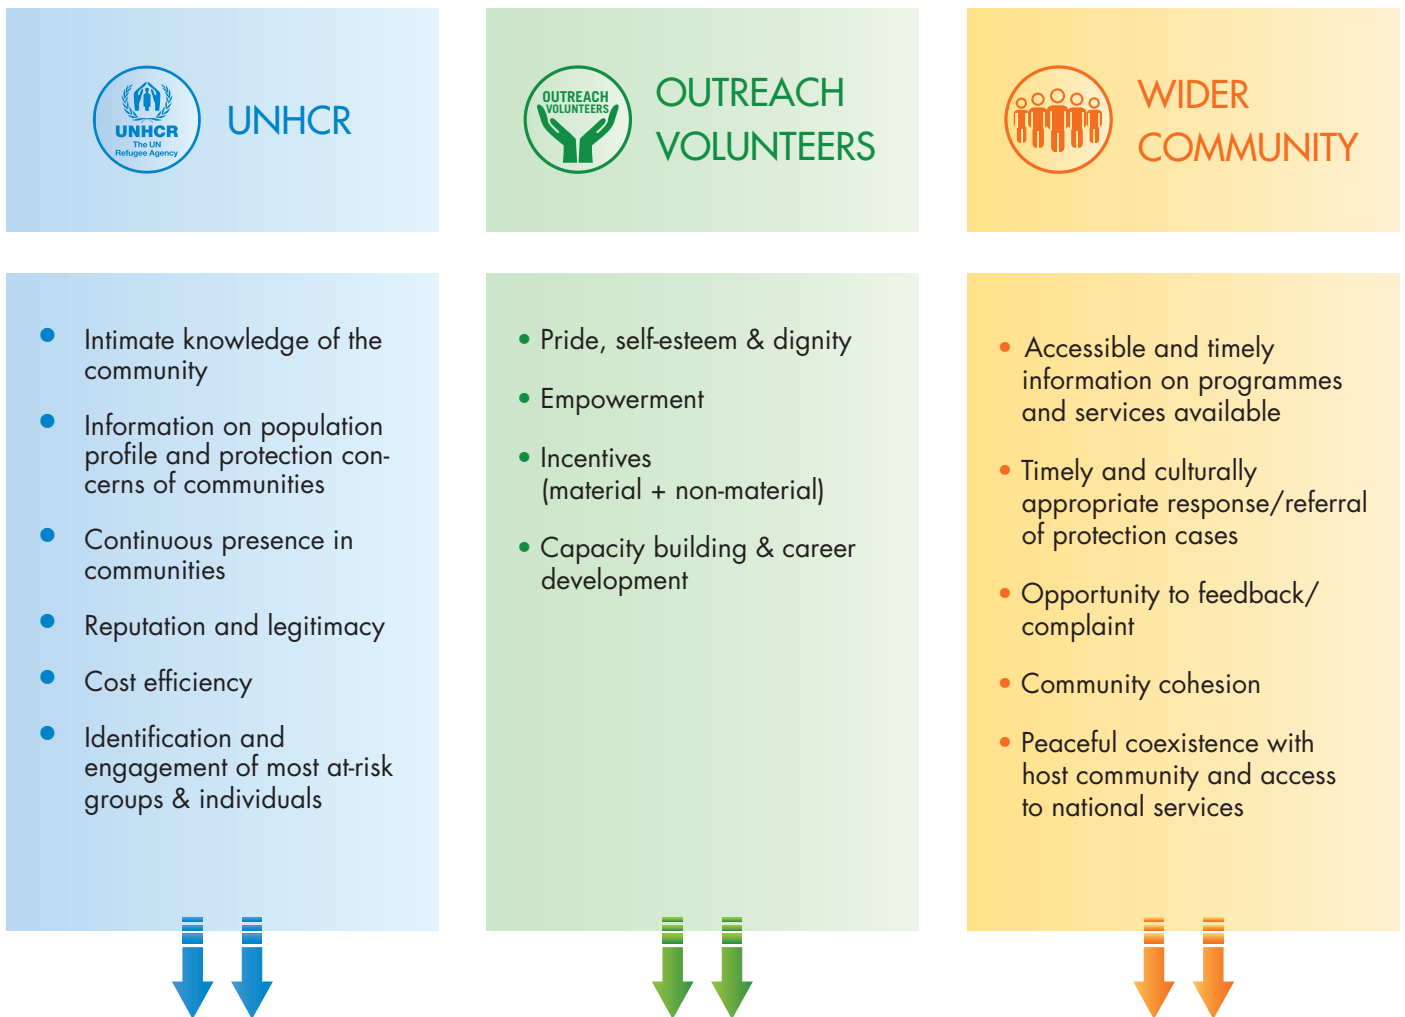 UNHCR
The UN
Refugee Agency
UNHCR
OUTREACH
VOLUNTEERS
OUTREACH
VOLUNTEERS
WIDER
COMMUNITY
• Intimate knowledge of the
community
• Information on population
profile and protection con-
cerns of communities
• Continuous presence in
communities
• Reputation and legitimacy
• Cost efficiency
• Identification and
engagement of most at-risk
groups & individuals
• Pride, self-esteem & dignity
• Empowerment
• Incentives
(material + non-material)
• Capacity building & career
development
• Accessible and timely
information on programmes
and services available
• Timely and culturally
appropriate response/referral
of protection cases
• Opportunity to feedback/
complaint
• Community cohesion
• Peaceful coexistence with
host community and access
to national services